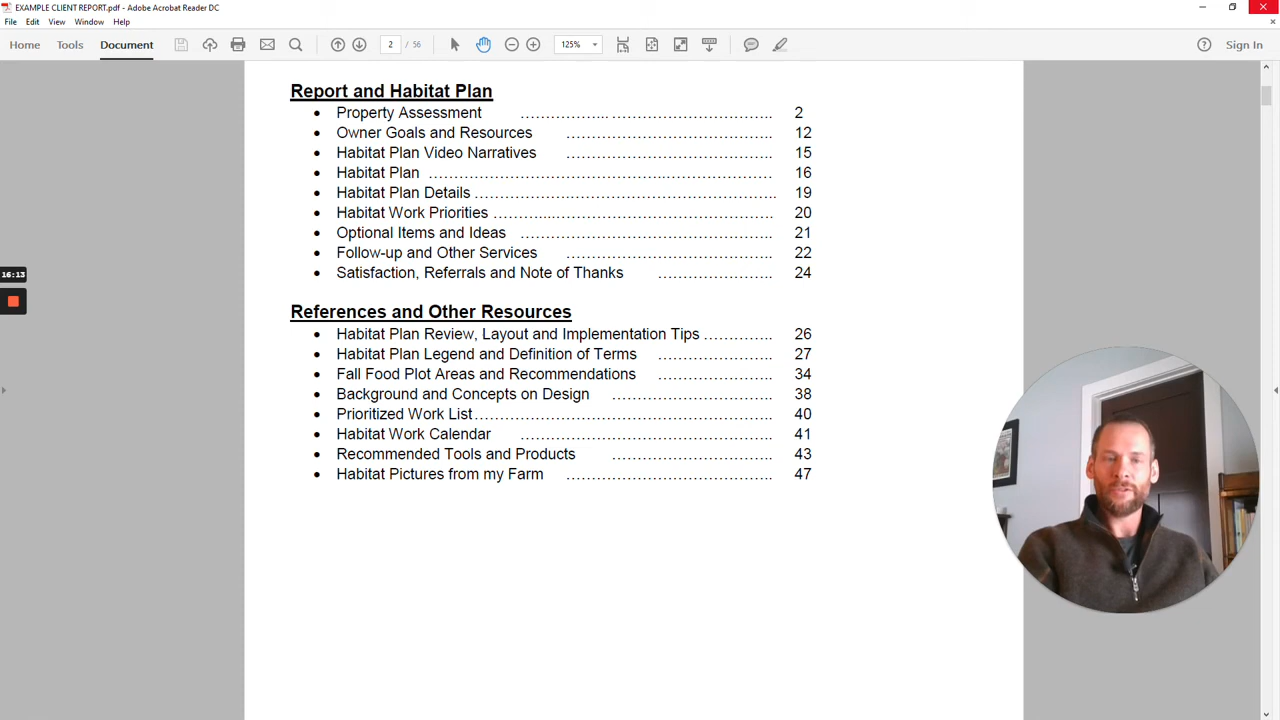 EXAMPLE CLIENT REPORT.pdf - Adobe Acrobat Reader DC
File Edit View Window Help
Home Tools Document 2 / 56 125% Sign In
Report and Habitat Plan
• Property Assessment ……………... ………………………….. 2
• Owner Goals and Resources ………………………………….. 12
• Habitat Plan Video Narratives ………………………………….. 15
• Habitat Plan ……………………………………….………………… 16
• Habitat Plan Details ………………….……………………………….. 19
• Habitat Work Priorities ………....…………………………………….. 20
• Optional Items and Ideas ………………………………………….. 21
• Follow-up and Other Services ………………………………….. 22
• Satisfaction, Referrals and Note of Thanks ………………….. 24
References and Other Resources
• Habitat Plan Review, Layout and Implementation Tips ………….. 26
• Habitat Plan Legend and Definition of Terms ………………….. 27
• Fall Food Plot Areas and Recommendations ………………….. 34
• Background and Concepts on Design ………………………….. 38
• Prioritized Work List………………………………………………….. 40
• Habitat Work Calendar ………………………………………….. 41
• Recommended Tools and Products ………………………….. 43
• Habitat Pictures from my Farm ………………………………….. 47
16:13